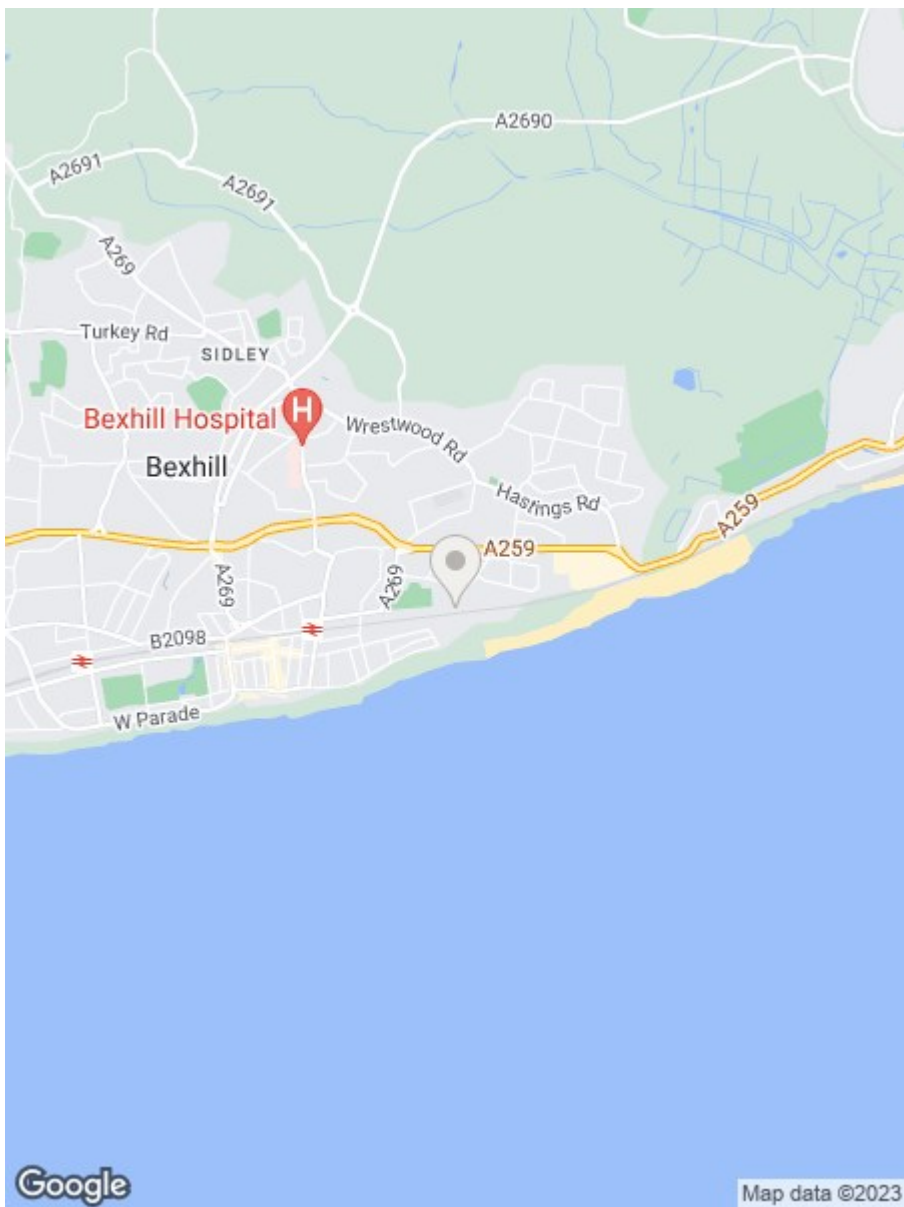 A2690
A2691
A2691
A269
Turkey Rd
SIDLEY
Bexhill Hospital
H
Wrestwood Rd
Bexhill
Hastings Rd
A259
A259
A269
A269
B2098
W Parade
Google
Map data ©2023